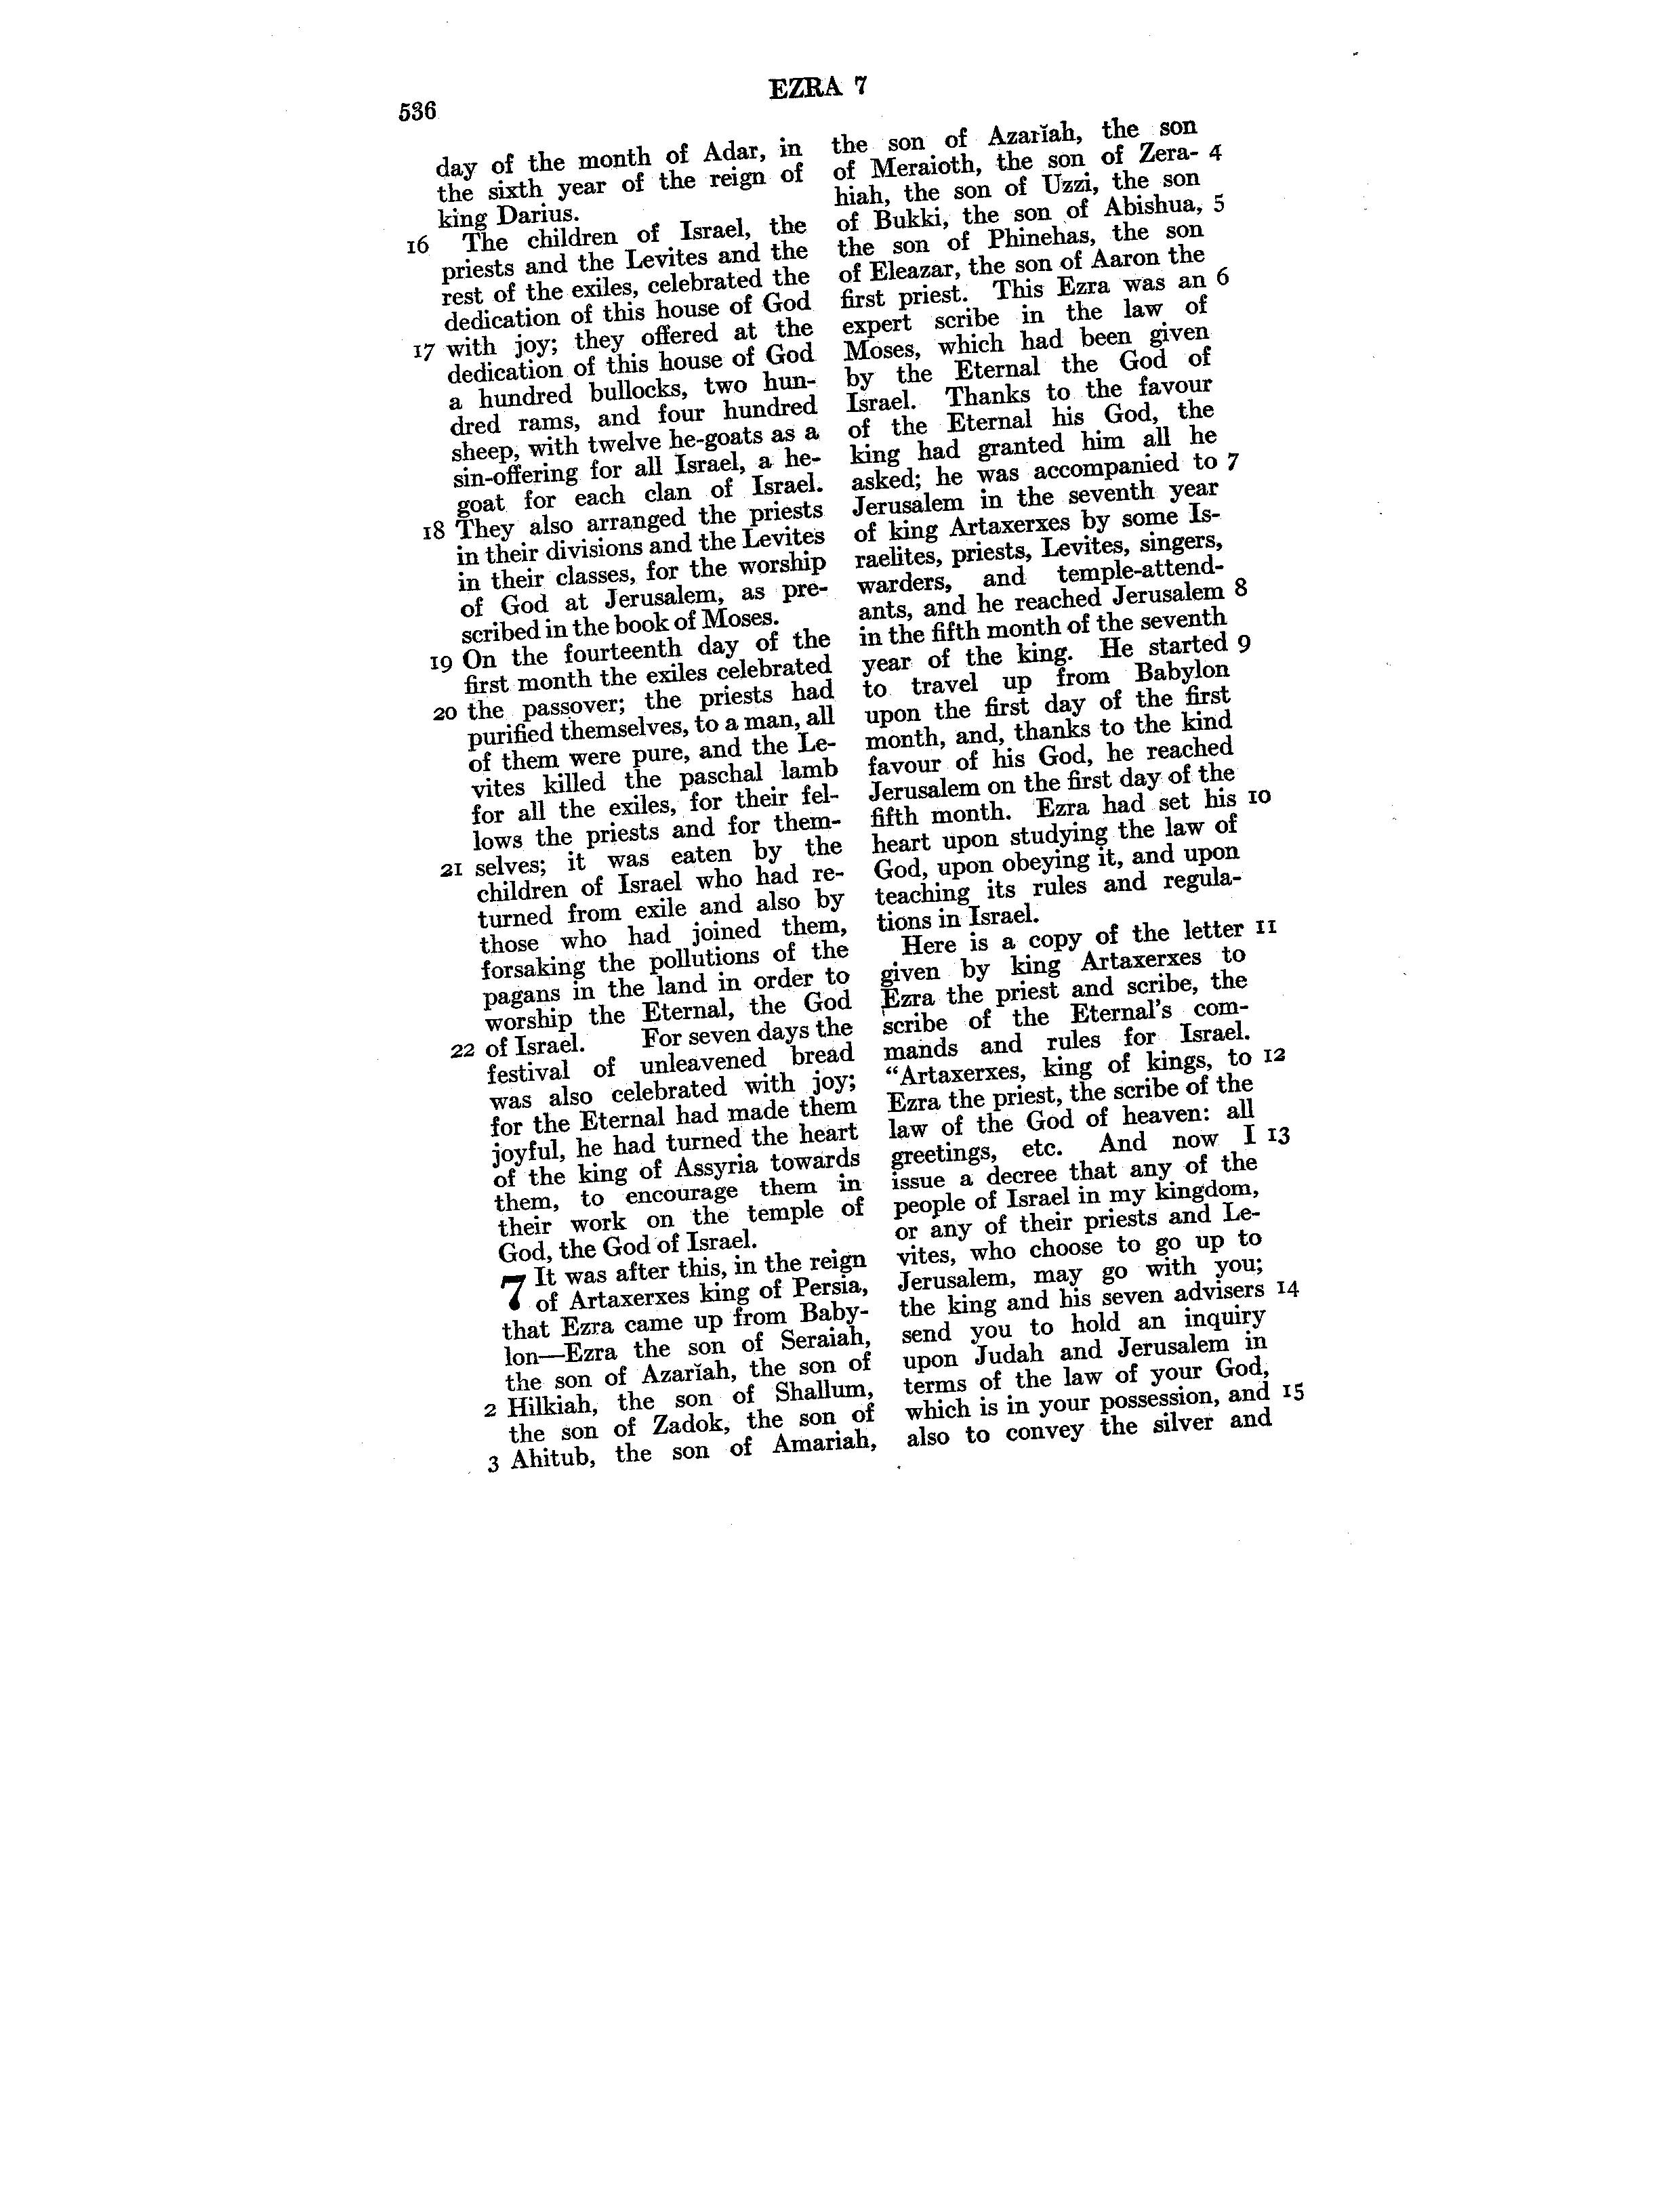 536
EZRA 7
day of the month of Adar, in
the sixth year of the reign of
king Darius.
16 The children of Israel, the
priests and the Levites and the
rest of the exiles, celebrated the
dedication of this house of God
17 with joy; they offered at the
dedication of this house of God
a hundred bullocks, two hun-
dred rams, and four hundred
sheep, with twelve he-goats as a
sin-offering for all Israel, a he-
goat for each clan of Israel.
18 They also arranged the priests
in their divisions and the Levites
in their classes, for the worship
of God at Jerusalem, as pre-
scribed in the book of Moses.
19 On the fourteenth day of the
first month the exiles celebrated
20 the passover; the priests had
purified themselves, to a man, all
of them were pure, and the Le-
vites killed the paschal lamb
for all the exiles, for their fel-
lows the priests and for them-
21 selves; it was eaten by the
children of Israel who had re-
turned from exile and also by
those who had joined them,
forsaking the pollutions of the
pagans in the land in order to
worship the Eternal, the God
22 of Israel. For seven days the
festival of unleavened bread
was also celebrated with joy;
for the Eternal had made them
joyful, he had turned the heart
of the king of Assyria towards
them, to encourage them in
their work on the temple of
God, the God of Israel.
7 It was after this, in the reign
of Artaxerxes king of Persia,
that Ezra came up from Baby-
lon—Ezra the son of Seraiah,
the son of Azarĭah, the son of
2 Hilkiah, the son of Shallum,
the son of Zadok, the son of
3 Ahitub, the son of Amariah,
the son of Azarĭah, the son
of Meraioth, the son of Zera- 4
hiah, the son of Uzzi, the son
of Bukki, the son of Abishua, 5
the son of Phinehas, the son
of Eleazar, the son of Aaron the
first priest. This Ezra was an 6
expert scribe in the law of
Moses, which had been given
by the Eternal the God of
Israel. Thanks to the favour
of the Eternal his God, the
king had granted him all he
asked; he was accompanied to 7
Jerusalem in the seventh year
of king Artaxerxes by some Is-
raelites, priests, Levites, singers,
warders, and temple-attend-
ants, and he reached Jerusalem 8
in the fifth month of the seventh
year of the king. He started 9
to travel up from Babylon
upon the first day of the first
month, and, thanks to the kind
favour of his God, he reached
Jerusalem on the first day of the
fifth month. Ezra had set his 10
heart upon studying the law of
God, upon obeying it, and upon
teaching its rules and regula-
tions in Israel.
Here is a copy of the letter 11
given by king Artaxerxes to
Ezra the priest and scribe, the
scribe of the Eternal's com-
mands and rules for Israel.
“Artaxerxes, king of kings, to 12
Ezra the priest, the scribe of the
law of the God of heaven: all
greetings, etc. And now I 13
issue a decree that any of the
people of Israel in my kingdom,
or any of their priests and Le-
vites, who choose to go up to
Jerusalem, may go with you;
the king and his seven advisers 14
send you to hold an inquiry
upon Judah and Jerusalem in
terms of the law of your God,
which is in your possession, and 15
also to convey the silver and